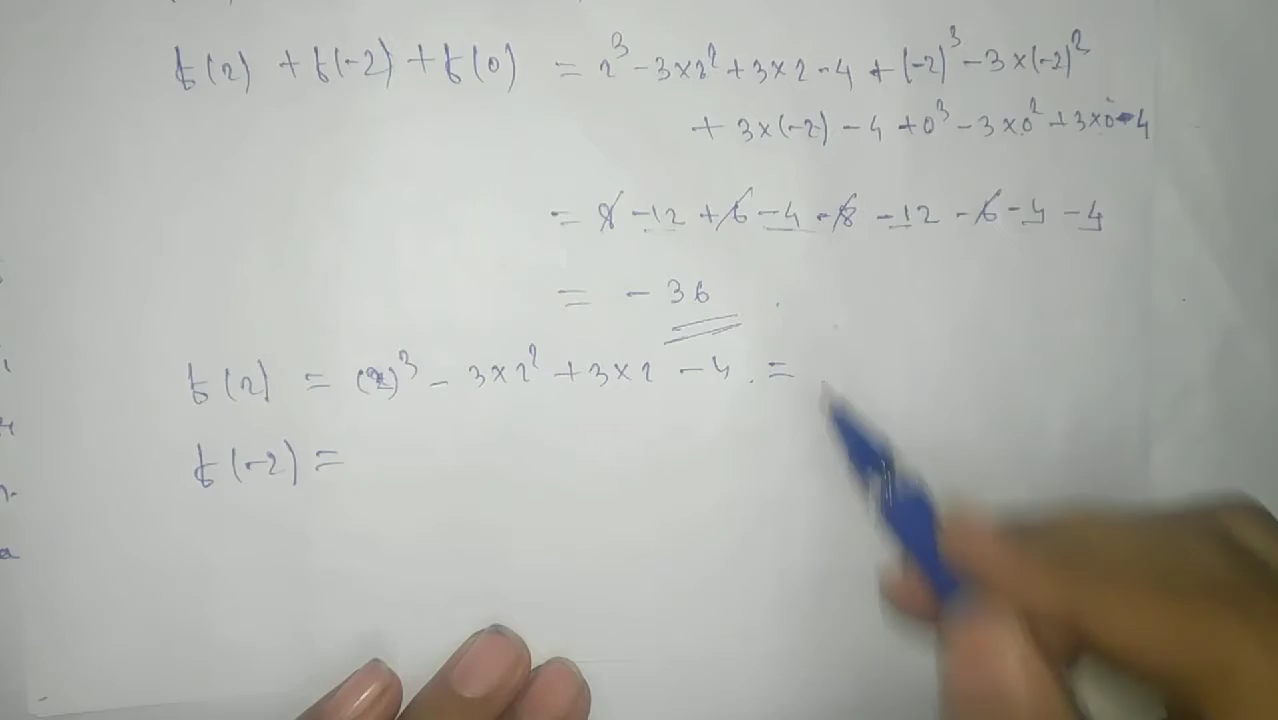 f(2) + f(-2) + f(0) = 2³ - 3×2² + 3×2 - 4 + (-2)³ - 3×(-2)²
+ 3×(-2) - 4 + 0³ - 3×0² + 3×0 - 4
= 8 - 12 + 6 - 4 - 8 - 12 - 6 - 4 - 4
= - 36
f(2) = (2)³ - 3×2² + 3×2 - 4 . =
f(-2) =